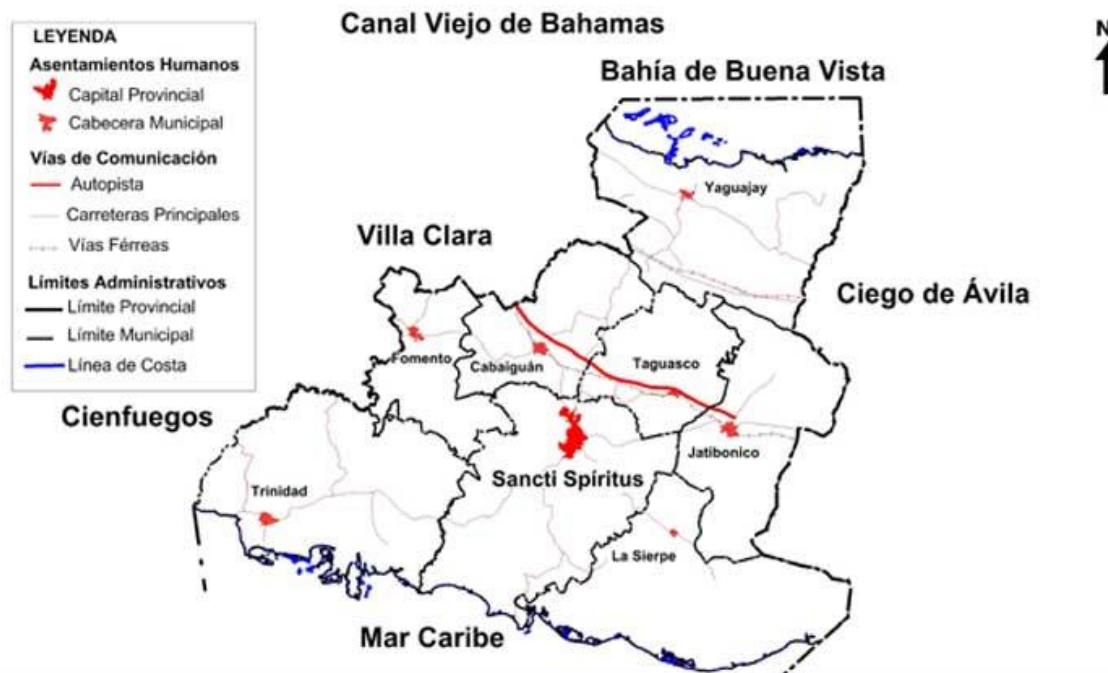 Canal Viejo de Bahamas
N
LEYENDA
Asentamientos Humanos
Capital Provincial
Cabecera Municipal
Vías de Comunicación
Autopista
Carreteras Principales
Vías Férreas
Límites Administrativos
Límite Provincial
Límite Municipal
Línea de Costa
Bahía de Buena Vista
Yaguajay
Villa Clara
Ciego de Ávila
Fomento
Cabaiguán
Taguasco
Cienfuegos
Jatibonico
Sancti Spíritus
Trinidad
La Sierpe
Mar Caribe